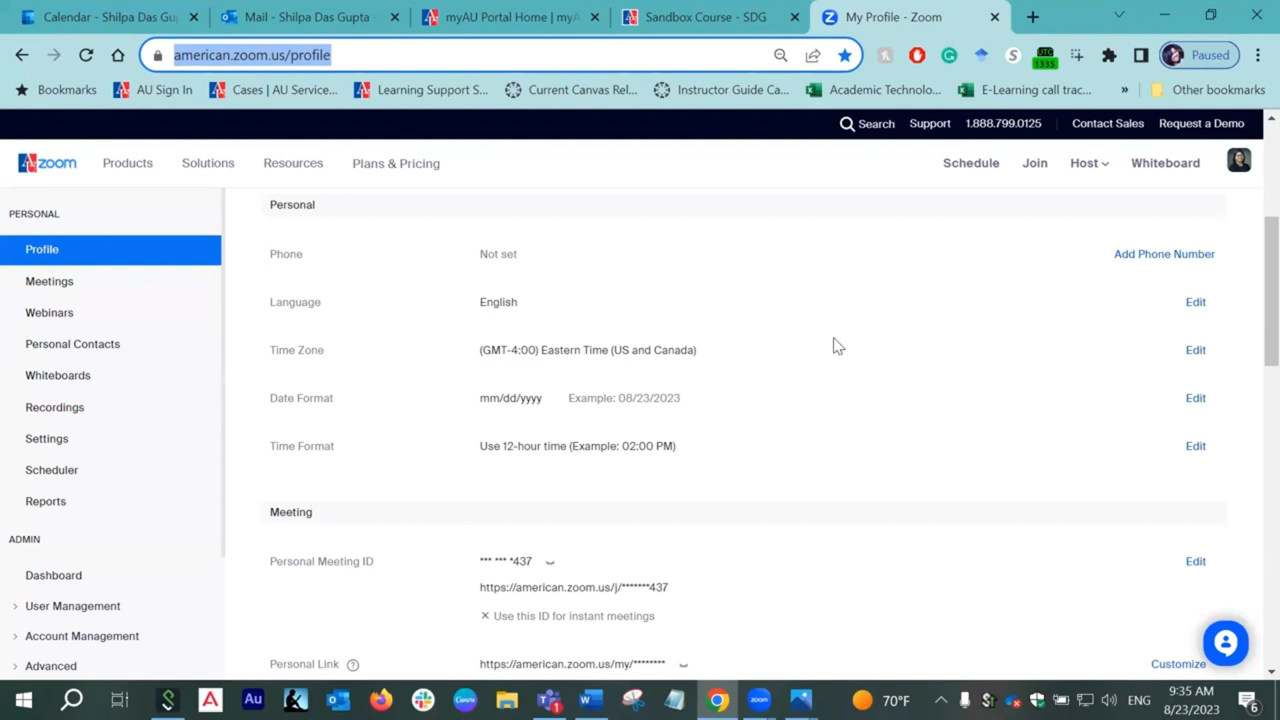 Calendar - Shilpa Das Gu
Mail - Shilpa Das Gupta -
myAU Portal Home | myA
Sandbox Course - SDG
My Profile - Zoom
american.zoom.us/profile
UTC
1335
Paused
Bookmarks
AU Sign In
Cases | AU Service...
Learning Support S...
Current Canvas Rel...
Instructor Guide Ca...
Academic Technolo...
E-Learning call trac...
»
Other bookmarks
Search
Support
1.888.799.0125
Contact Sales
Request a Demo
zoom
Products
Solutions
Resources
Plans & Pricing
Schedule
Join
Host
Whiteboard
PERSONAL
Profile
Meetings
Webinars
Personal Contacts
Whiteboards
Recordings
Settings
Scheduler
Reports
ADMIN
Dashboard
User Management
Account Management
Advanced
Personal
Phone
Not set
Add Phone Number
Language
English
Edit
Time Zone
(GMT-4:00) Eastern Time (US and Canada)
Edit
Date Format
mm/dd/yyyy
Example: 08/23/2023
Edit
Time Format
Use 12-hour time (Example: 02:00 PM)
Edit
Meeting
Personal Meeting ID
*** *** *437
Edit
https://american.zoom.us/j/*******437
Use this ID for instant meetings
Personal Link
https://american.zoom.us/my/********
Customize
70°F
ENG
9:35 AM
8/23/2023
6